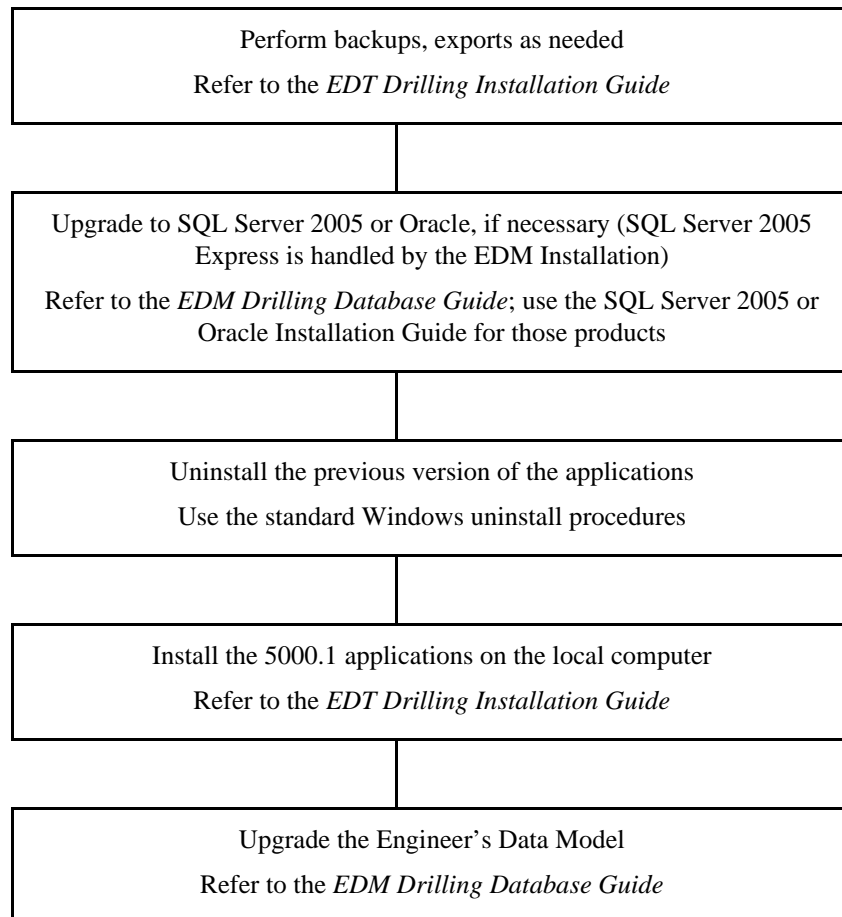 Perform backups, exports as needed
Refer to the EDT Drilling Installation Guide
Upgrade to SQL Server 2005 or Oracle, if necessary (SQL Server 2005
Express is handled by the EDM Installation)
Refer to the EDM Drilling Database Guide; use the SQL Server 2005 or
Oracle Installation Guide for those products
Uninstall the previous version of the applications
Use the standard Windows uninstall procedures
Install the 5000.1 applications on the local computer
Refer to the EDT Drilling Installation Guide
Upgrade the Engineer’s Data Model
Refer to the EDM Drilling Database Guide